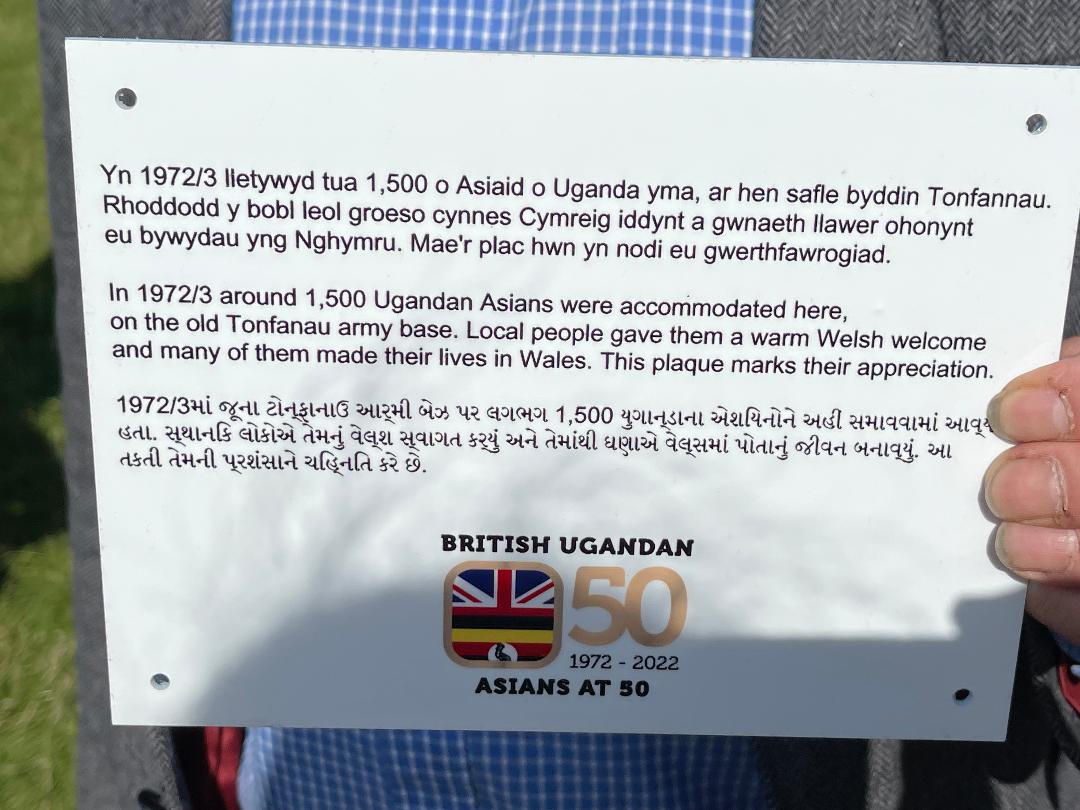 Yn 1972/3 lletywyd tua 1,500 o Asiaid o Uganda yma, ar hen safle byddin Tonfannau.
Rhoddodd y bobl leol groeso cynnes Cymreig iddynt a gwnaeth llawer ohonynt
eu bywydau yng Nghymru. Mae'r plac hwn yn nodi eu gwerthfawrogiad.
In 1972/3 around 1,500 Ugandan Asians were accommodated here,
on the old Tonfanau army base. Local people gave them a warm Welsh welcome
and many of them made their lives in Wales. This plaque marks their appreciation.
1972/3માં જૂના ટોન્ફાનાઉ આર્મી બેઝ પર લગભગ 1,500 યુગાન્ડાના એશયિનોને અહીં સમાવવામાં
હતા. સ્થાનકિ લોકોએ તેમનું વેલ્શ સ્વાગત કર્યું અને તેમાંથી ઘણાએ વેલ્સમાં પોતાનું જીવન બનાવ્યું. આ
તકતી તેમની પ્રશંસાને ચહ્નિતિ કરે છે.
BRITISH UGANDAN
50
1972 - 2022
ASIANS AT 50